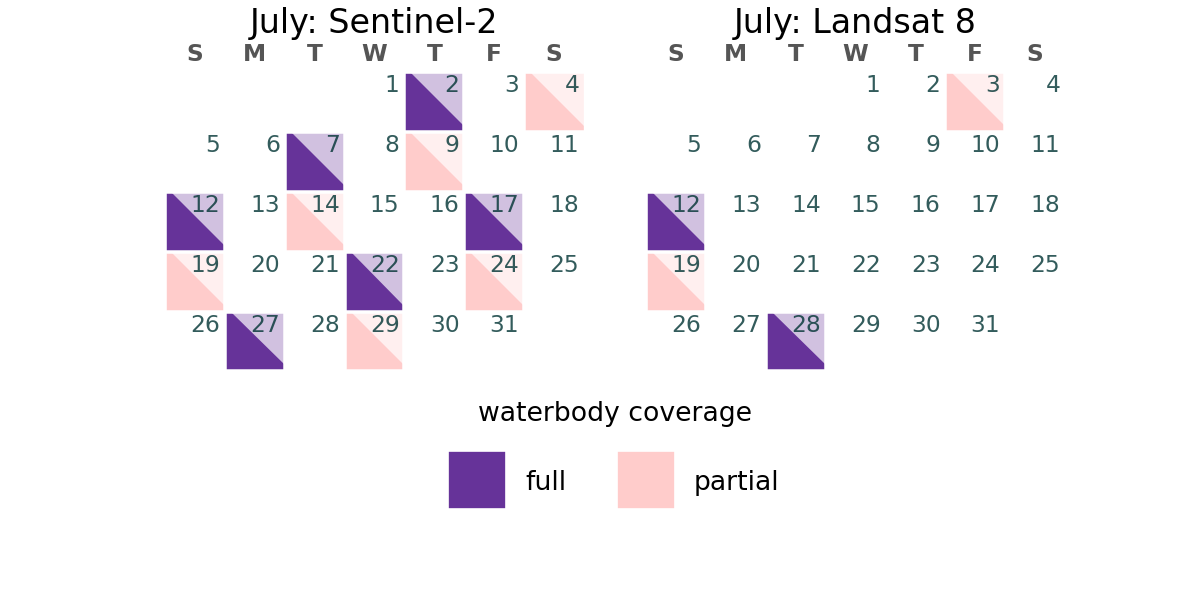 July: Sentinel-2
S M T W T F S
1 2 3 4
5 6 7 8 9 10 11
12 13 14 15 16 17 18
19 20 21 22 23 24 25
26 27 28 29 30 31
July: Landsat 8
S M T W T F S
1 2 3 4
5 6 7 8 9 10 11
12 13 14 15 16 17 18
19 20 21 22 23 24 25
26 27 28 29 30 31
waterbody coverage
full
partial